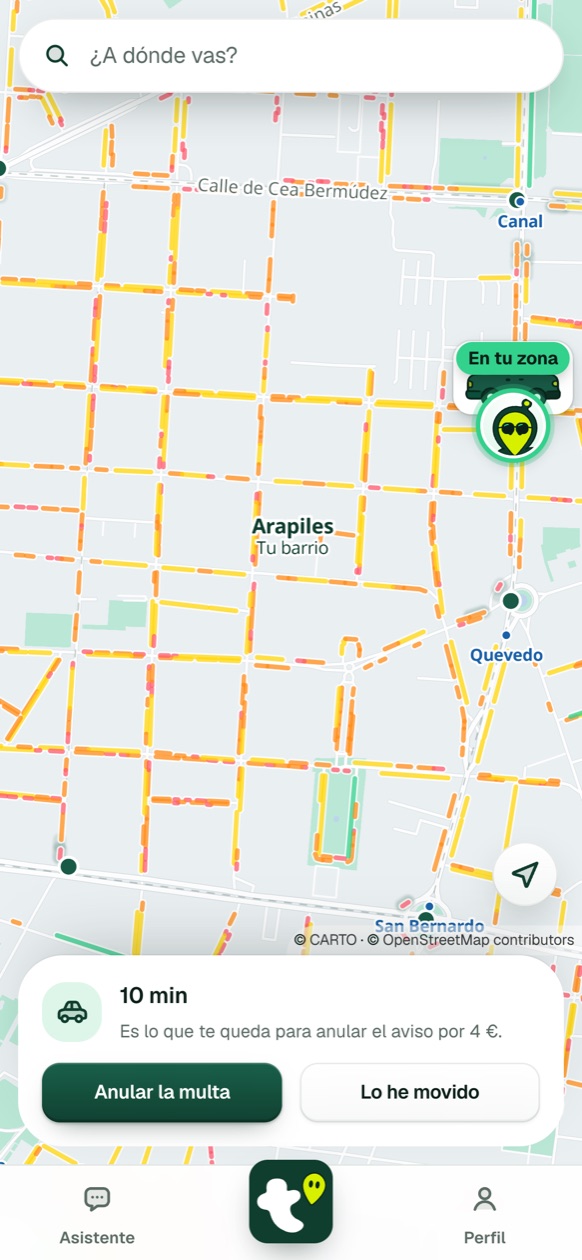 ¿A dónde vas?
Calle de Cea Bermúdez
Canal
En tu zona
Arapiles
Tu barrio
Quevedo
San Bernardo
© CARTO · © OpenStreetMap contributors
10 min
Es lo que te queda para anular el aviso por 4 €.
Anular la multa
Lo he movido
Asistente
Perfil